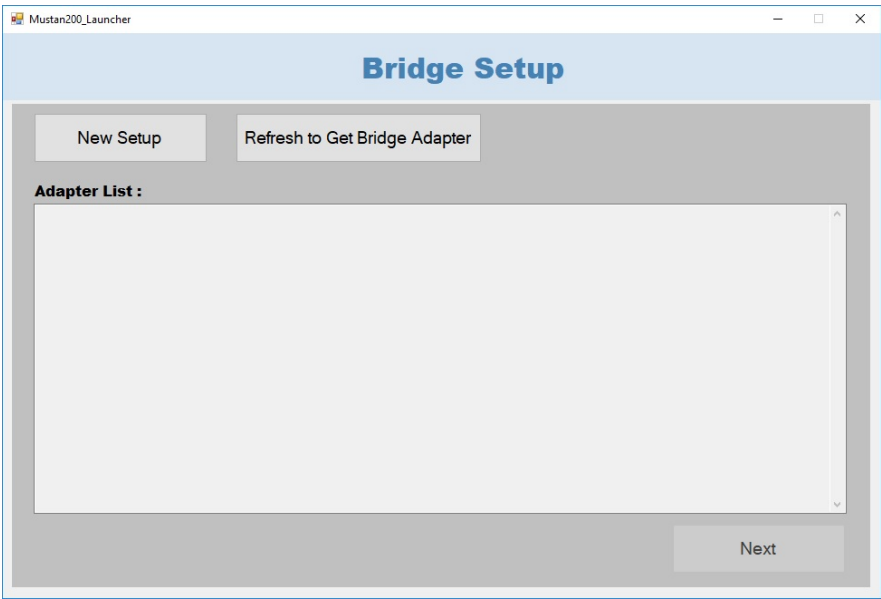 Mustan200_Launcher
Bridge Setup
New Setup
Refresh to Get Bridge Adapter
Adapter List :
Next